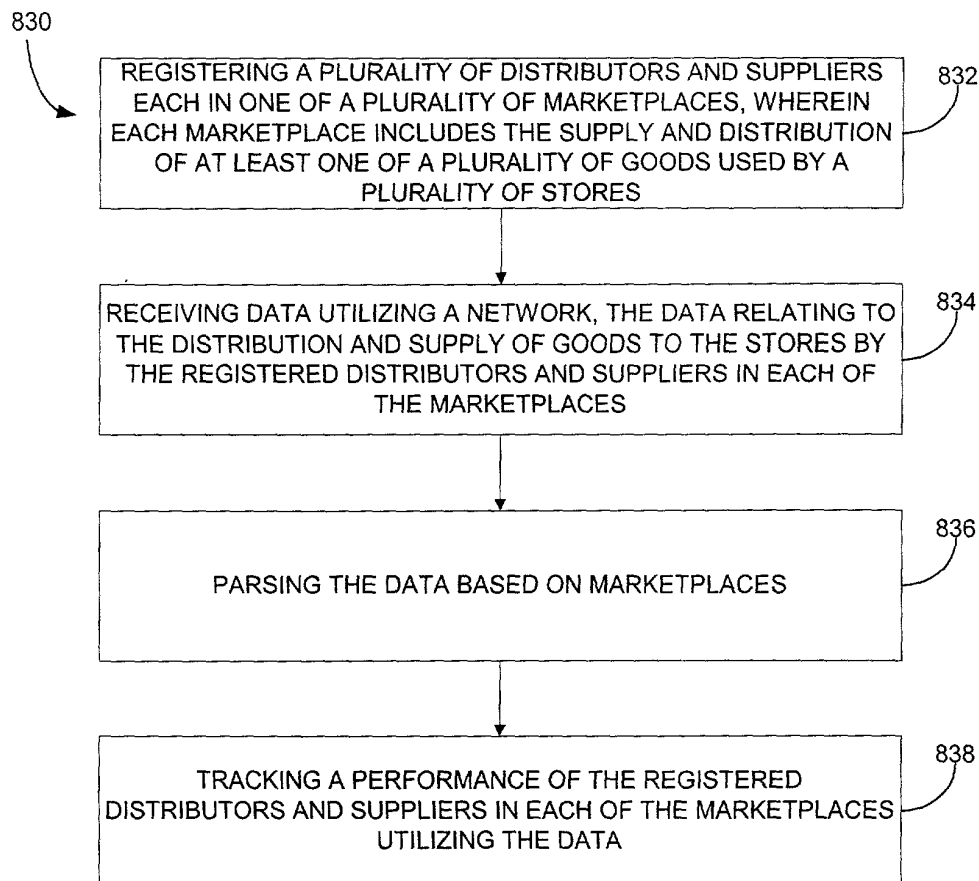 830
REGISTERING A PLURALITY OF DISTRIBUTORS AND SUPPLIERS
EACH IN ONE OF A PLURALITY OF MARKETPLACES, WHEREIN
EACH MARKETPLACE INCLUDES THE SUPPLY AND DISTRIBUTION
OF AT LEAST ONE OF A PLURALITY OF GOODS USED BY A
PLURALITY OF STORES
832
RECEIVING DATA UTILIZING A NETWORK, THE DATA RELATING TO
THE DISTRIBUTION AND SUPPLY OF GOODS TO THE STORES BY
THE REGISTERED DISTRIBUTORS AND SUPPLIERS IN EACH OF
THE MARKETPLACES
834
PARSING THE DATA BASED ON MARKETPLACES
836
TRACKING A PERFORMANCE OF THE REGISTERED
DISTRIBUTORS AND SUPPLIERS IN EACH OF THE MARKETPLACES
UTILIZING THE DATA
838